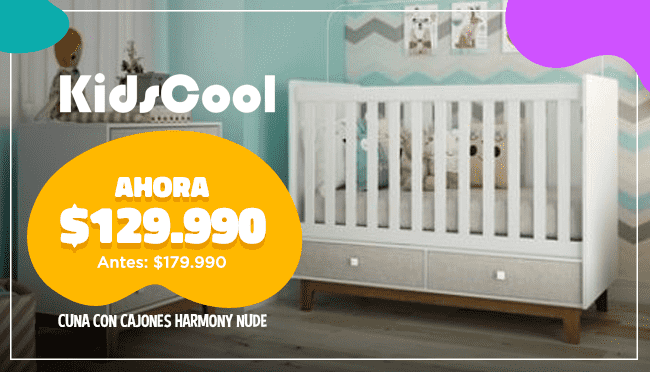 KidsCool
AHORA
$129.990
Antes: $179.990
CUNA CON CAJONES HARMONY NUDE